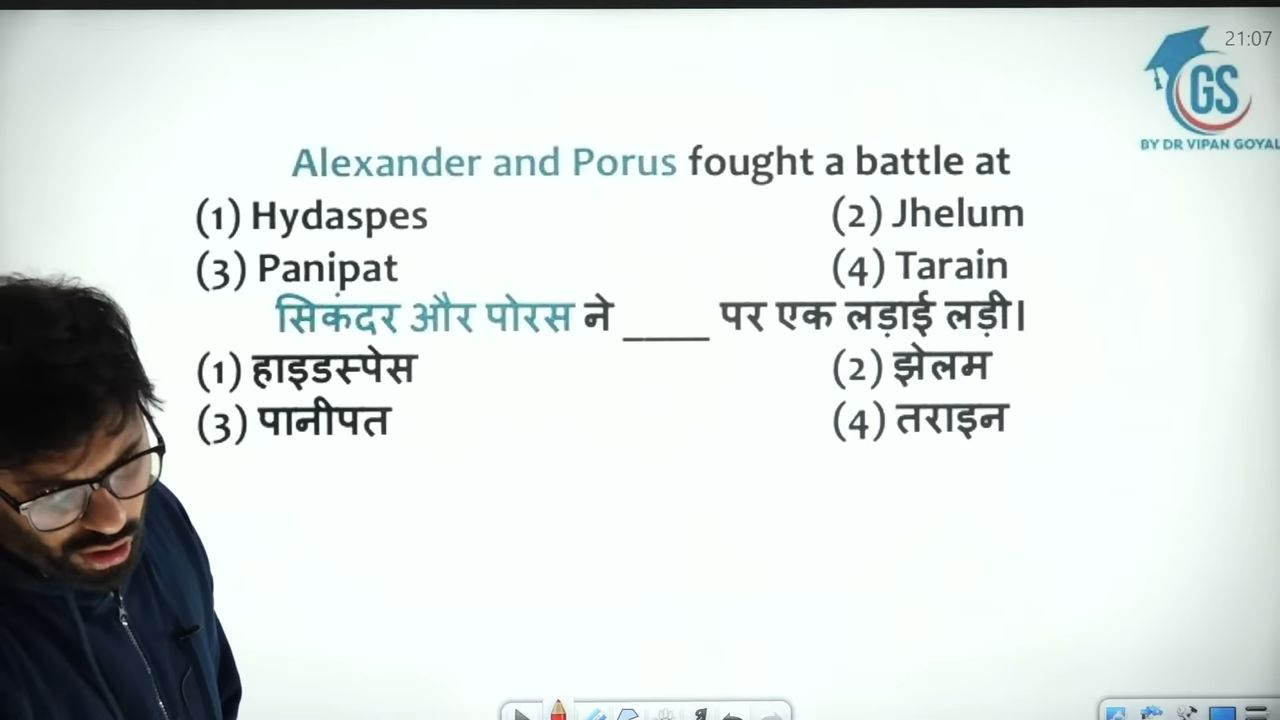 21:07
GS
BY DR VIPAN GOYAL
Alexander and Porus fought a battle at
(1) Hydaspes (2) Jhelum
(3) Panipat (4) Tarain
सिकंदर और पोरस ने ____ पर एक लड़ाई लड़ी।
(1) हाइडस्पेस (2) झेलम
(3) पानीपत (4) तराइन